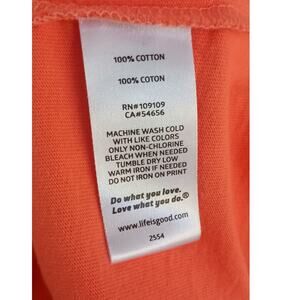 100% COTTON
100% COTON
RN#109109
CA#54656
MACHINE WASH COLD
WITH LIKE COLORS
ONLY NON-CHLORINE
BLEACH WHEN NEEDED
TUMBLE DRY LOW
WARM IRON IF NEEDED
DO NOT IRON ON PRINT
Do what you love.
Love what you do.®
www.lifeisgood.com
2554